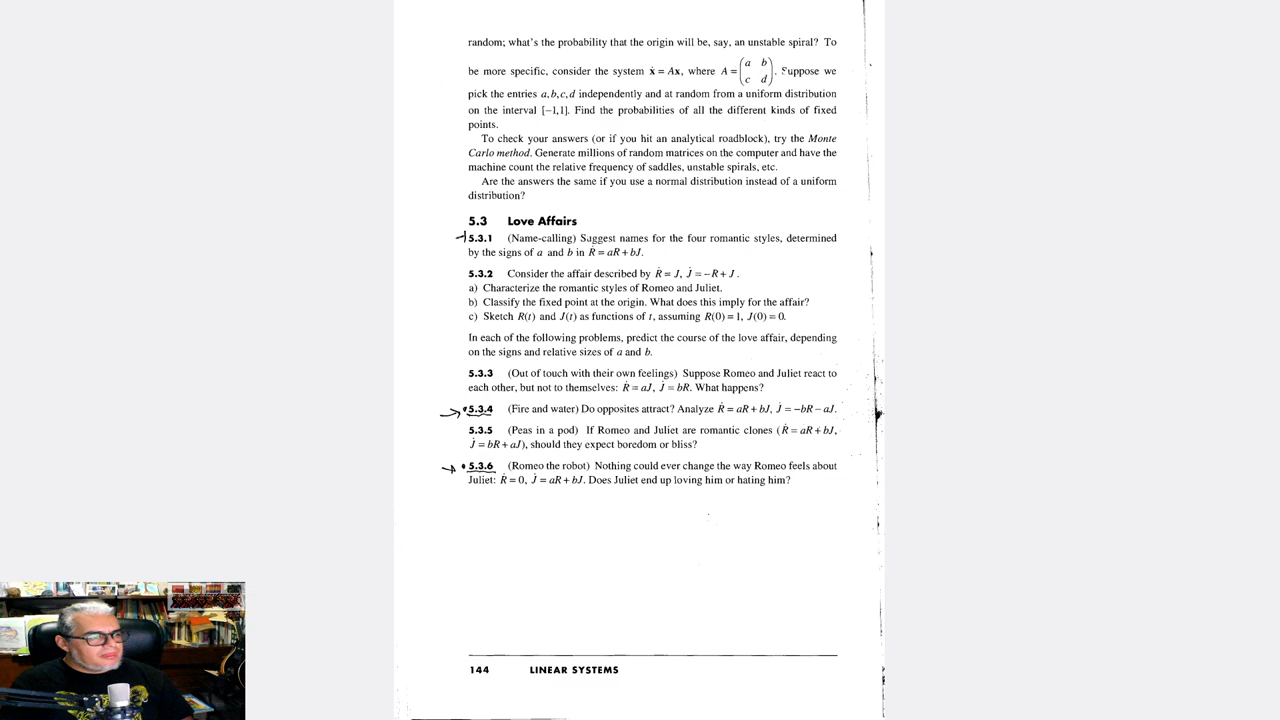 random; what's the probability that the origin will be, say, an unstable spiral? To
be more specific, consider the system ẋ = Ax, where A = (a b
c d). Suppose we
pick the entries a, b, c, d independently and at random from a uniform distribution
on the interval [−1,1]. Find the probabilities of all the different kinds of fixed
points.
To check your answers (or if you hit an analytical roadblock), try the Monte
Carlo method. Generate millions of random matrices on the computer and have the
machine count the relative frequency of saddles, unstable spirals, etc.
Are the answers the same if you use a normal distribution instead of a uniform
distribution?
5.3 Love Affairs
5.3.1 (Name-calling) Suggest names for the four romantic styles, determined
by the signs of a and b in Ṙ = aR + bJ.
5.3.2 Consider the affair described by Ṙ = J, J̇ = −R + J.
a) Characterize the romantic styles of Romeo and Juliet.
b) Classify the fixed point at the origin. What does this imply for the affair?
c) Sketch R(t) and J(t) as functions of t, assuming R(0) = 1, J(0) = 0.
In each of the following problems, predict the course of the love affair, depending
on the signs and relative sizes of a and b.
5.3.3 (Out of touch with their own feelings) Suppose Romeo and Juliet react to
each other, but not to themselves: Ṙ = aJ, J̇ = bR. What happens?
5.3.4 (Fire and water) Do opposites attract? Analyze Ṙ = aR + bJ, J̇ = −bR − aJ.
5.3.5 (Peas in a pod) If Romeo and Juliet are romantic clones (Ṙ = aR + bJ,
J̇ = bR + aJ), should they expect boredom or bliss?
5.3.6 (Romeo the robot) Nothing could ever change the way Romeo feels about
Juliet: Ṙ = 0, J̇ = aR + bJ. Does Juliet end up loving him or hating him?
144 LINEAR SYSTEMS